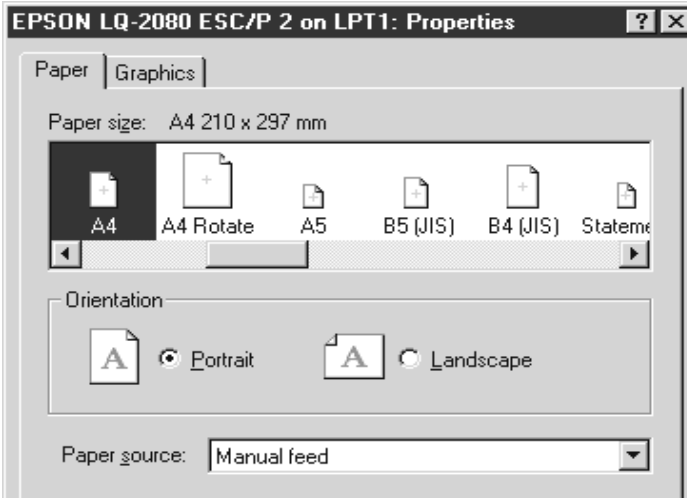 EPSON LQ-2080 ESC/P 2 on LPT1: Properties
Paper Graphics
Paper size: A4 210 x 297 mm
A4 A4 Rotate A5 B5 (JIS) B4 (JIS) Stateme
Orientation
A Portrait A Landscape
Paper source: Manual feed